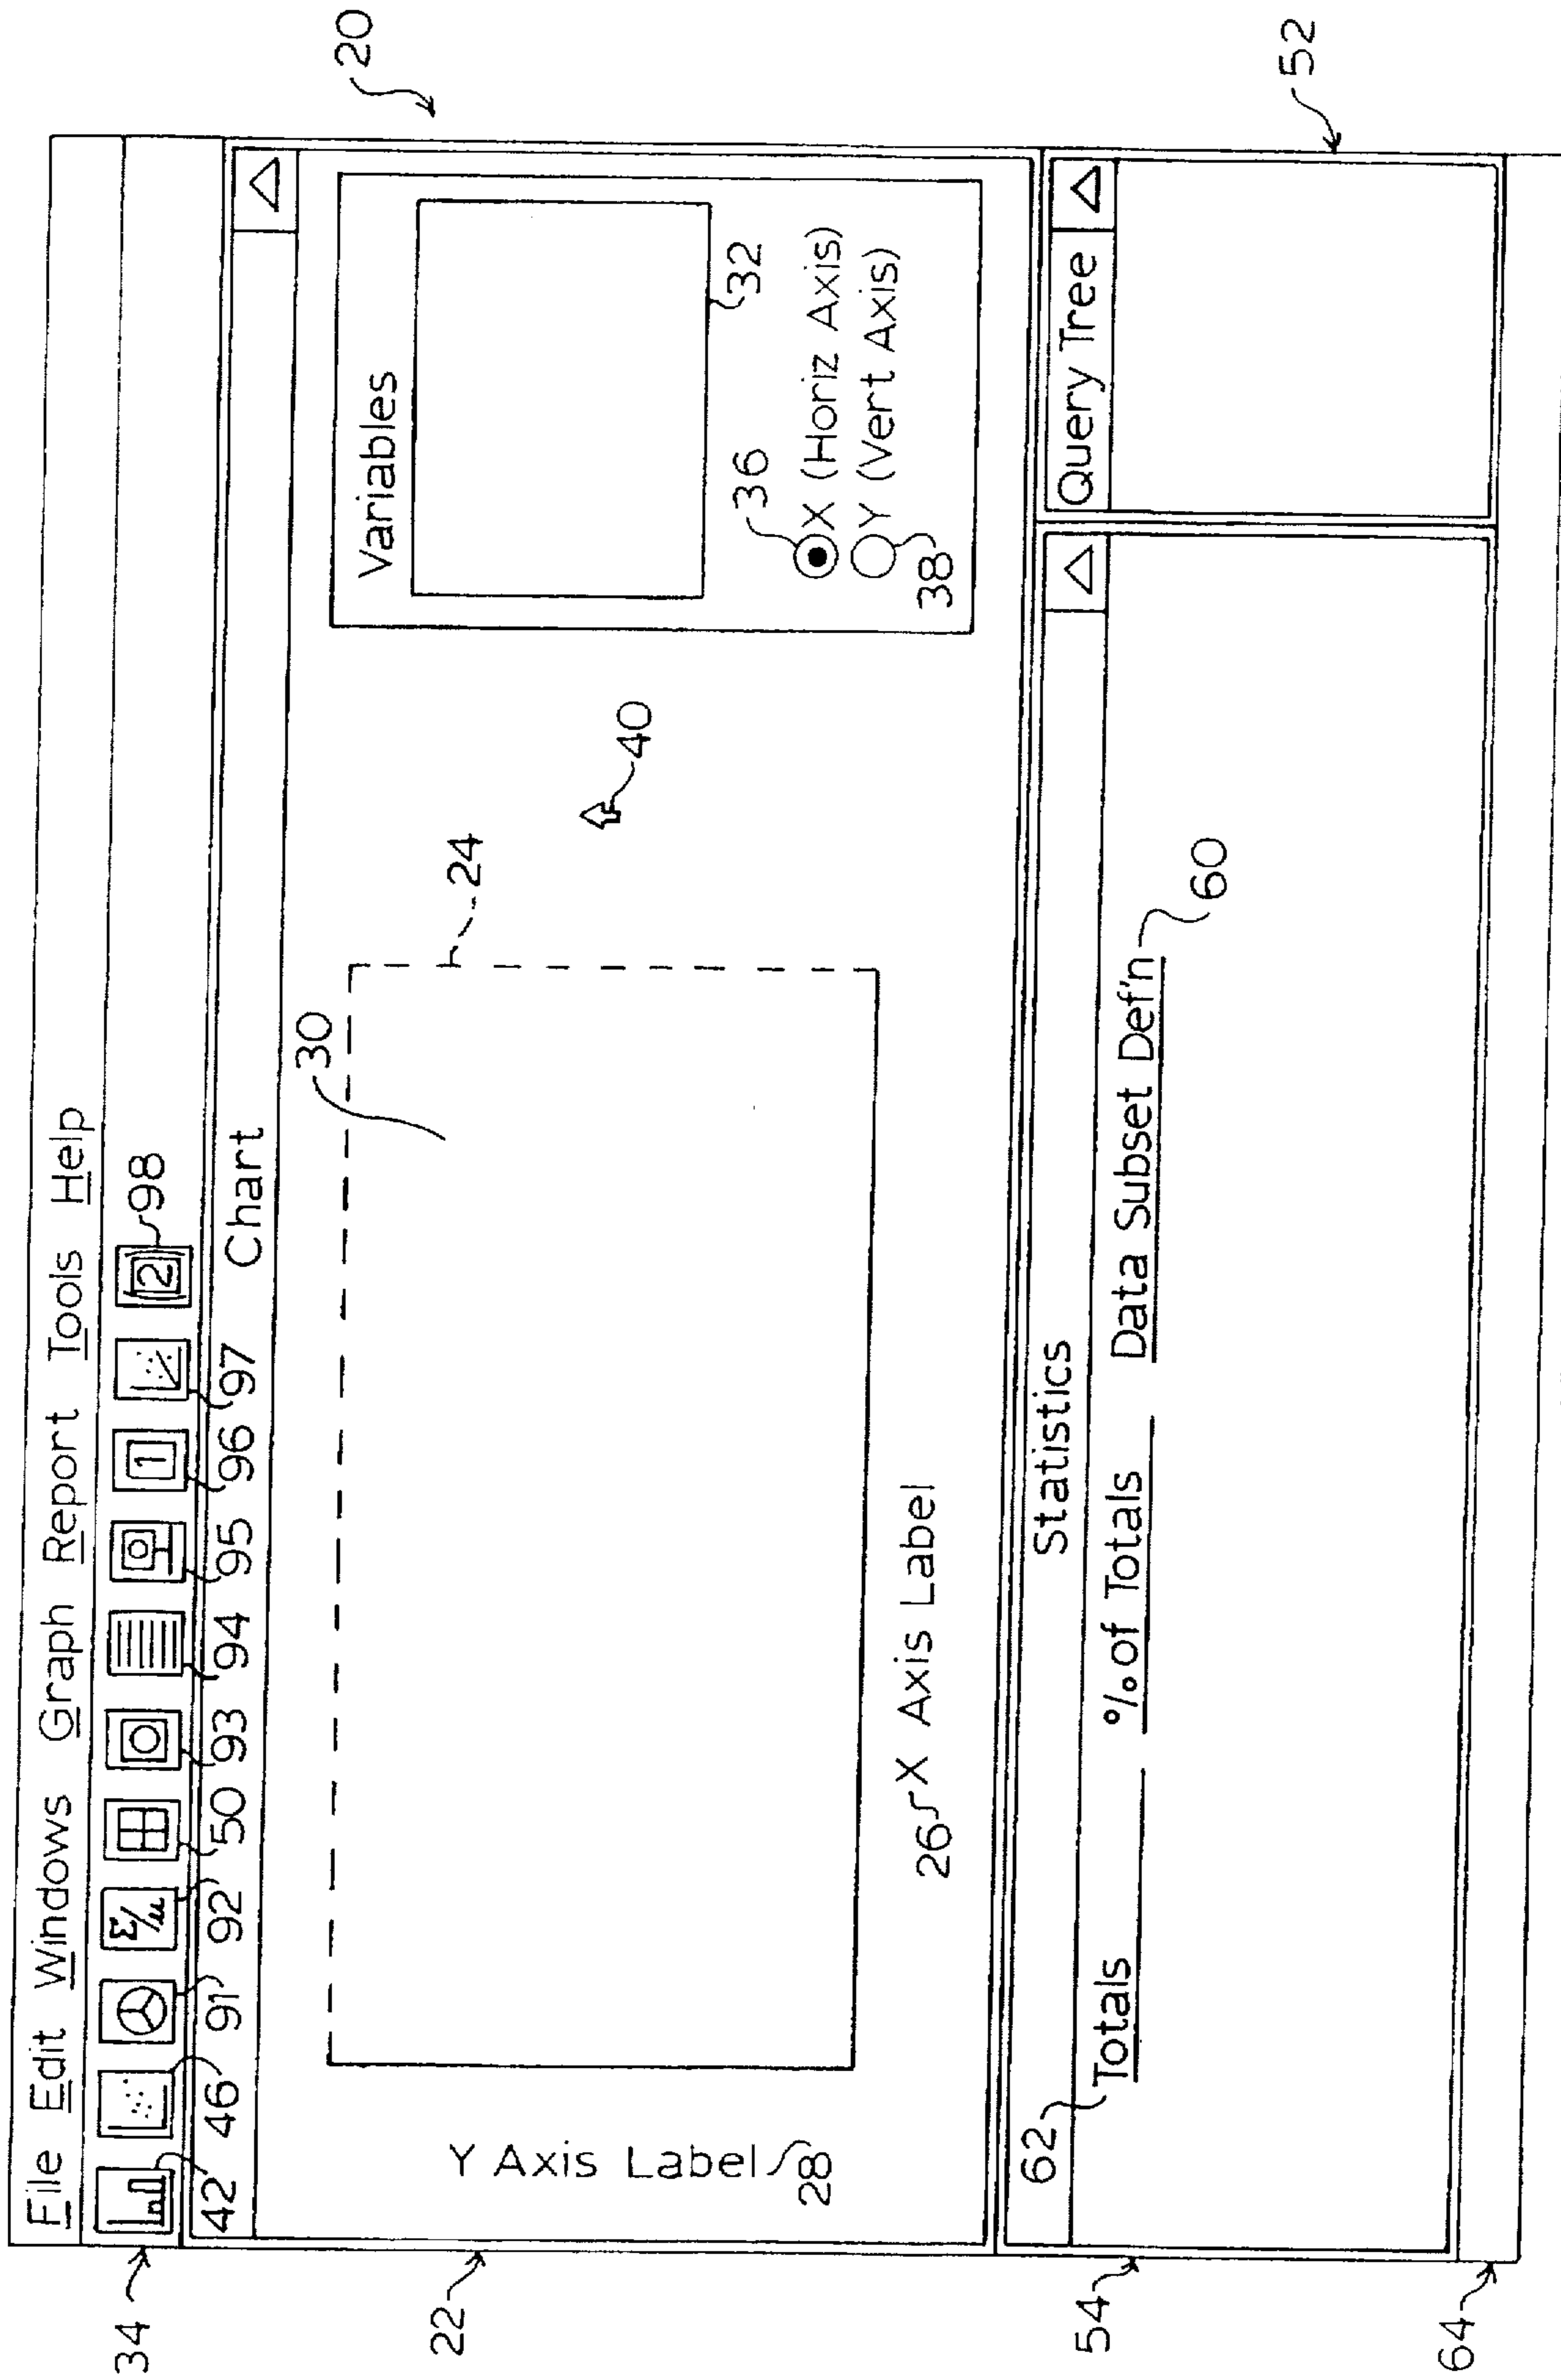 File Edit Windows Graph Report Tools Help
34
1
2
98
Σ/μ
42 46 91 92 50 93 94 95 96 97
Chart
20
22
30
24
Variables
32
36
X (Horiz Axis)
Y (Vert Axis)
38
40
Y Axis Label
28
26 X Axis Label
Statistics
Query Tree
52
62
Totals % of Totals Data Subset Def'n
60
54
64